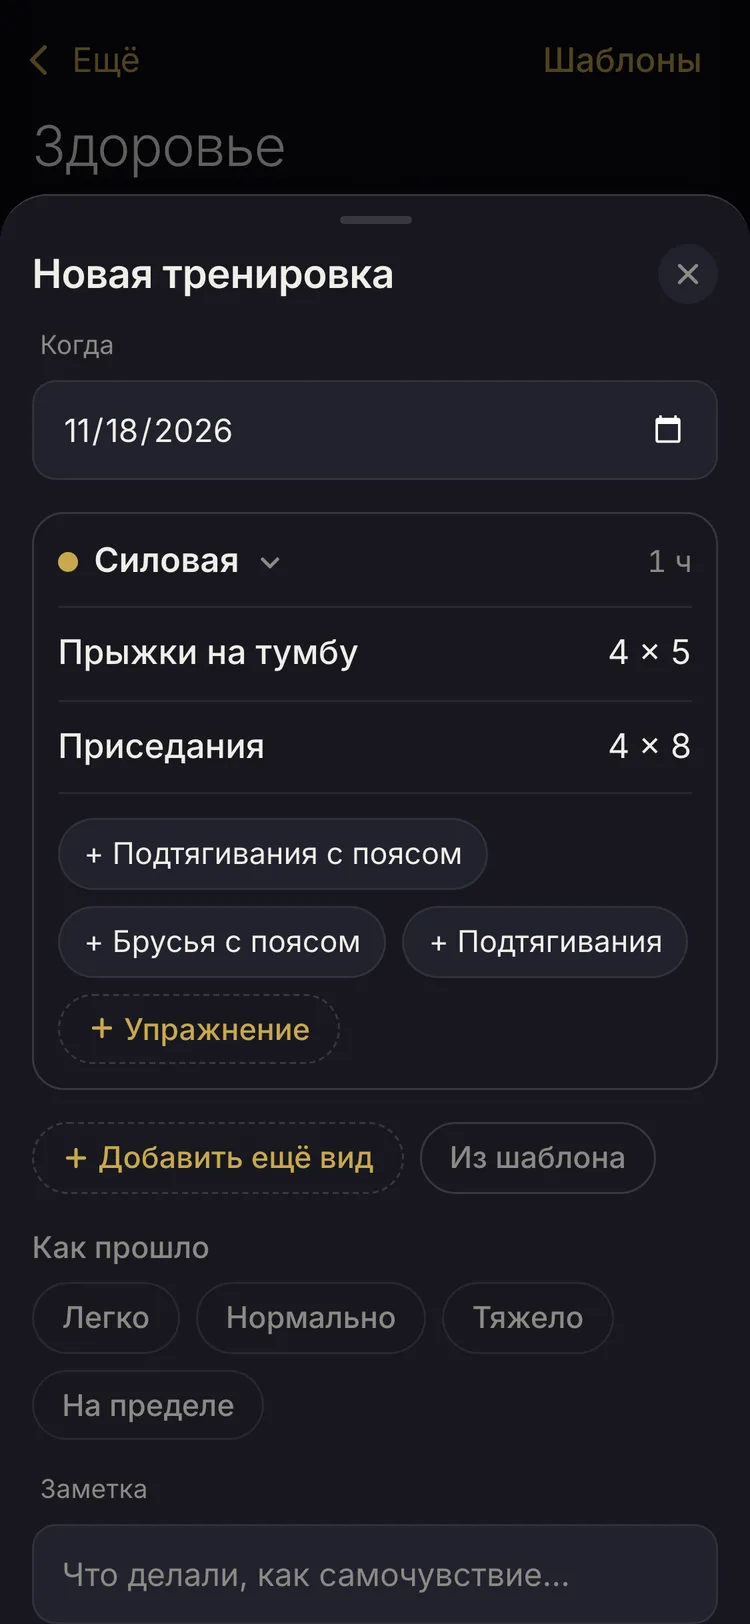 Ещё Шаблоны
Здоровье
Новая тренировка
Когда
11/18/2026
Силовая 1 ч
Прыжки на тумбу 4 × 5
Приседания 4 × 8
+ Подтягивания с поясом
+ Брусья с поясом + Подтягивания
+ Упражнение
+ Добавить ещё вид Из шаблона
Как прошло
Легко Нормально Тяжело
На пределе
Заметка
Что делали, как самочувствие...